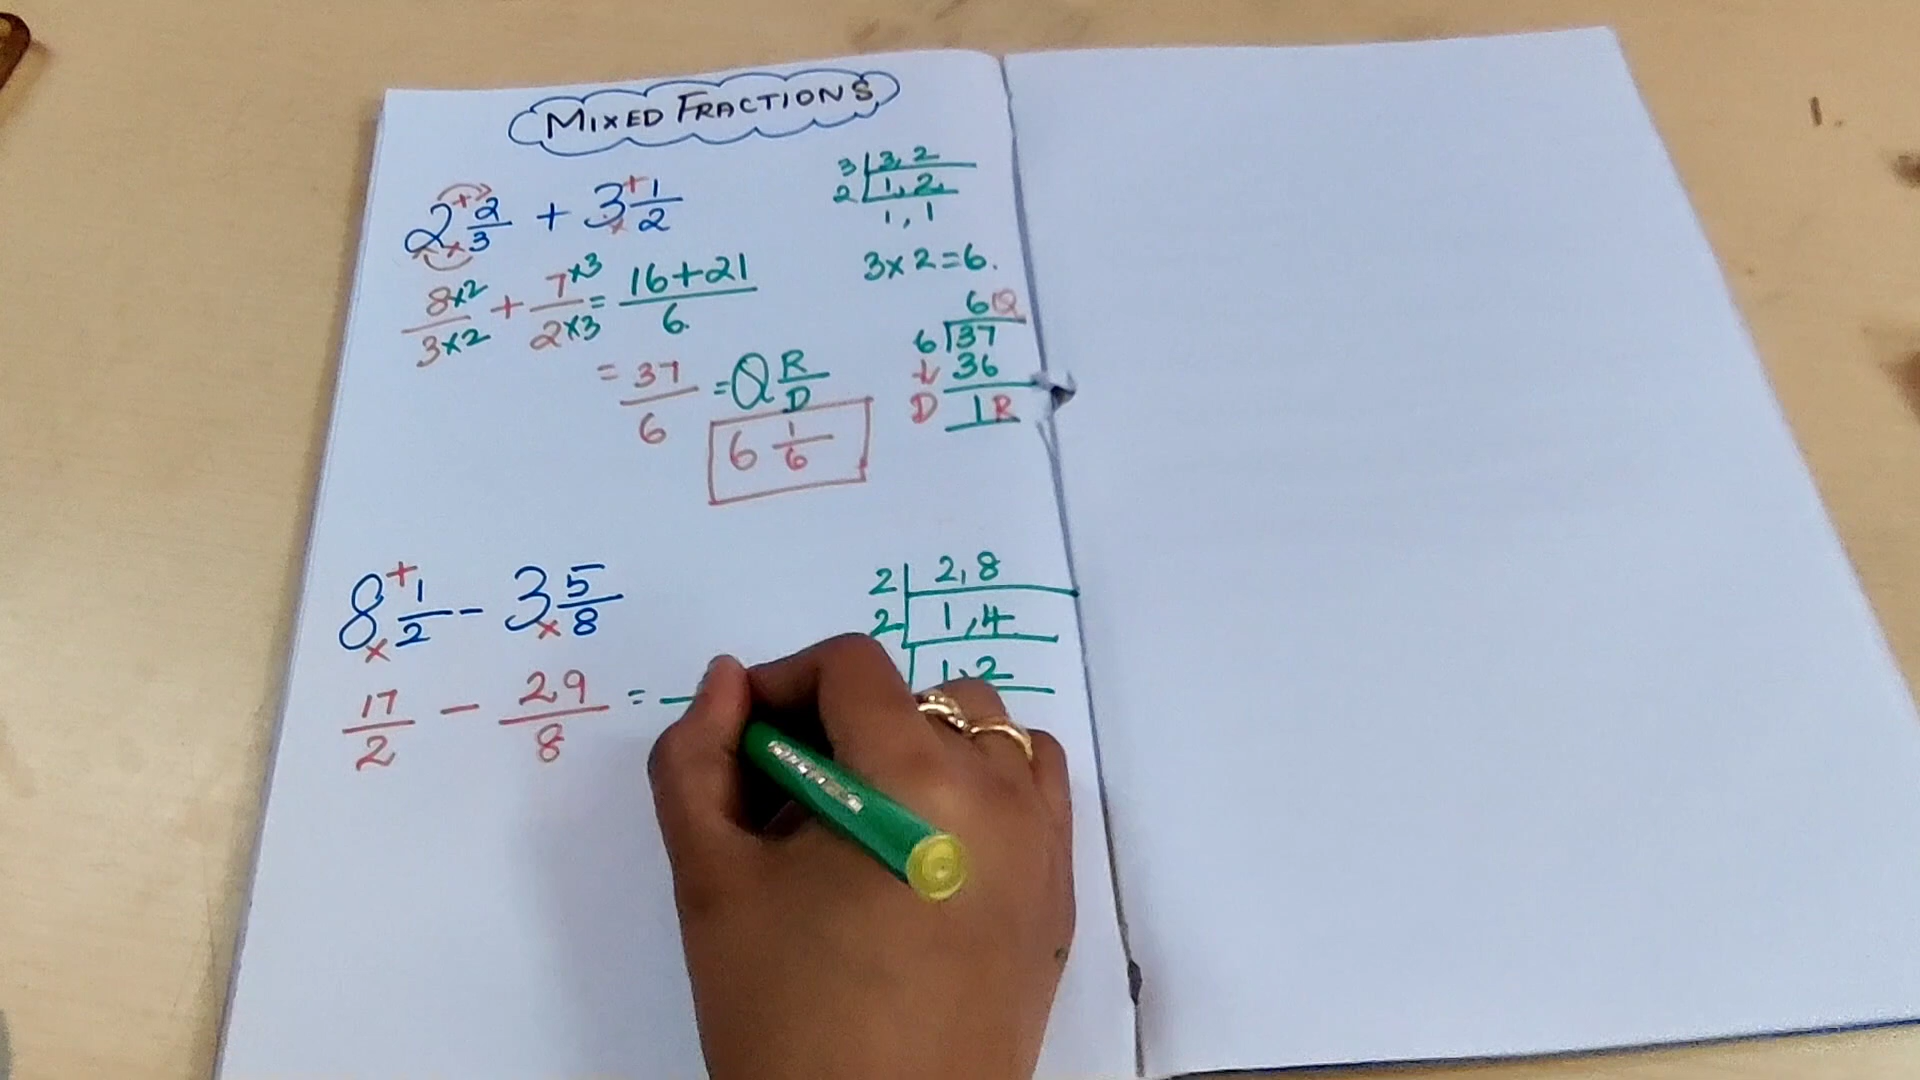 MIXED FRACTIONS
2 + 2/3 × + 3 + 1/2 ×
8×2/3×2 + 7×3/2×3 = 16+21/6
= 37/6 = Q R/D
6 1/6
3 | 3, 2
2 | 1, 2,
1, 1
3 × 2 = 6.
6 Q
6 | 37
↓ 36
D 1 R
8 + 1/2 × - 3 5/8 ×
17/2 - 29/8 =
2 | 2, 8
2 | 1, 4
1, 2